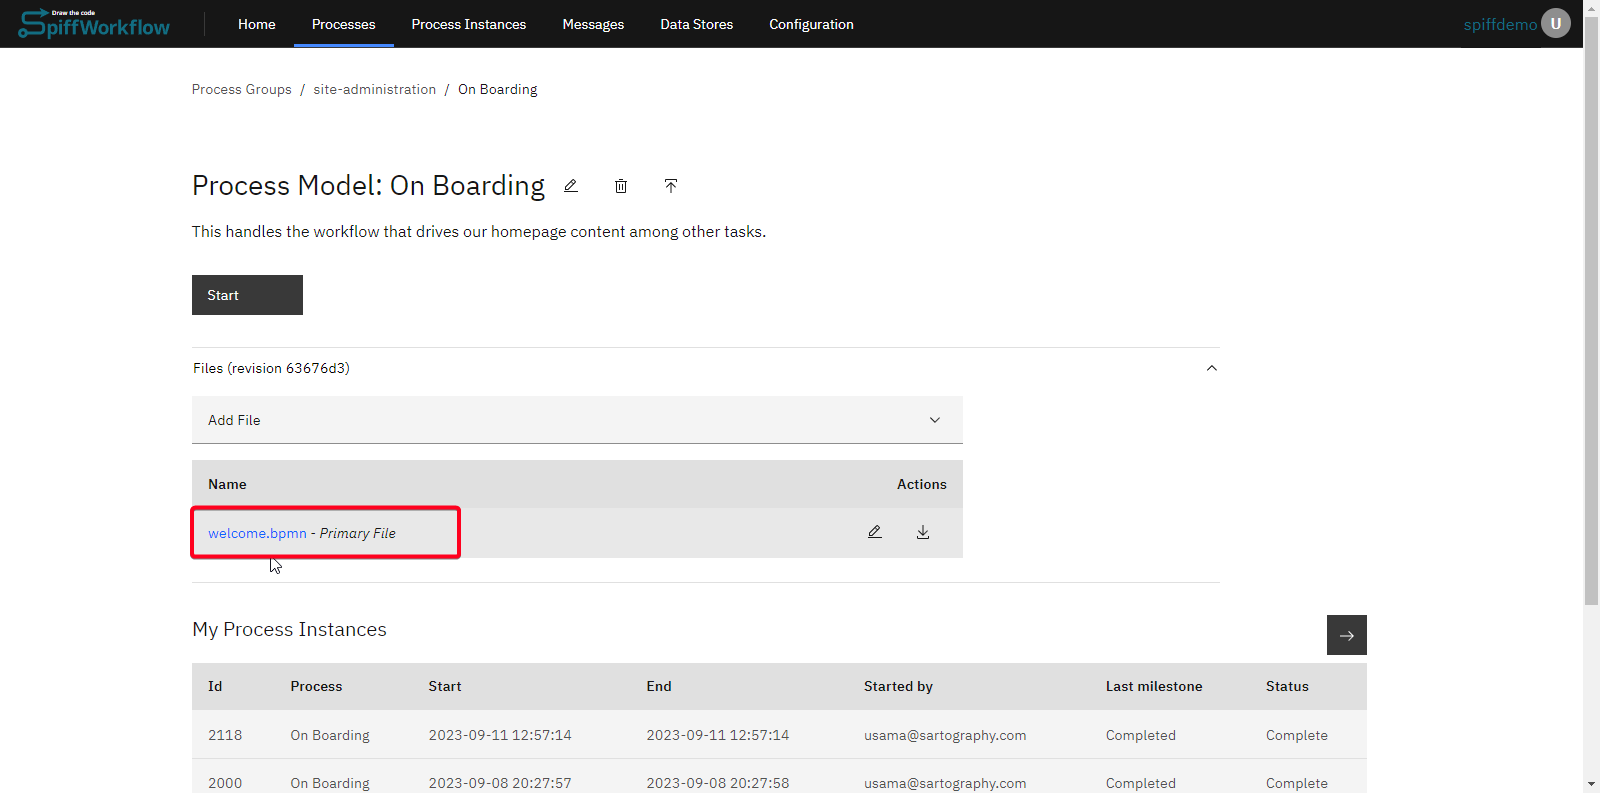 Draw the code
SpiffWorkflow
Home
Processes
Process Instances
Messages
Data Stores
Configuration
spiffdemo
U
Process Groups / site-administration / On Boarding
Process Model: On Boarding
This handles the workflow that drives our homepage content among other tasks.
Start
Files (revision 63676d3)
Add File
Name Actions
welcome.bpmn - Primary File
My Process Instances
Id Process Start End Started by Last milestone Status
2118 On Boarding 2023-09-11 12:57:14 2023-09-11 12:57:14 usama@sartography.com Completed Complete
2000 On Boarding 2023-09-08 20:27:57 2023-09-08 20:27:58 usama@sartography.com Completed Complete